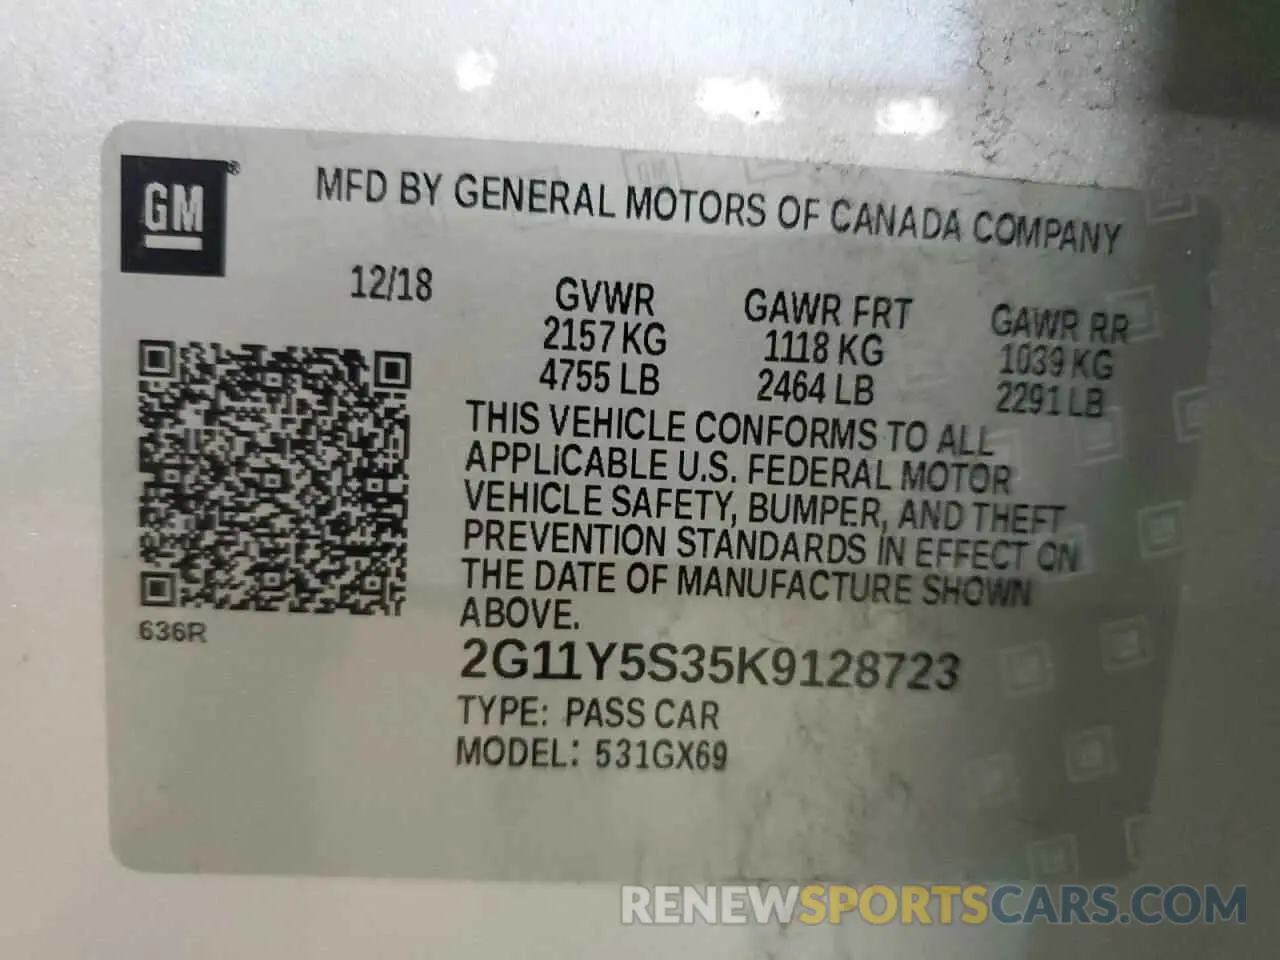 GM ®
MFD BY GENERAL MOTORS OF CANADA COMPANY
12/18
GVWR GAWR FRT GAWR RR
2157 KG 1118 KG 1039 KG
4755 LB 2464 LB 2291 LB
THIS VEHICLE CONFORMS TO ALL
APPLICABLE U.S. FEDERAL MOTOR
VEHICLE SAFETY, BUMPER, AND THEFT
PREVENTION STANDARDS IN EFFECT ON
THE DATE OF MANUFACTURE SHOWN
ABOVE.
636R
2G11Y5S35K9128723
TYPE: PASS CAR
MODEL: 531GX69
RENEWSPORTSCARS.COM